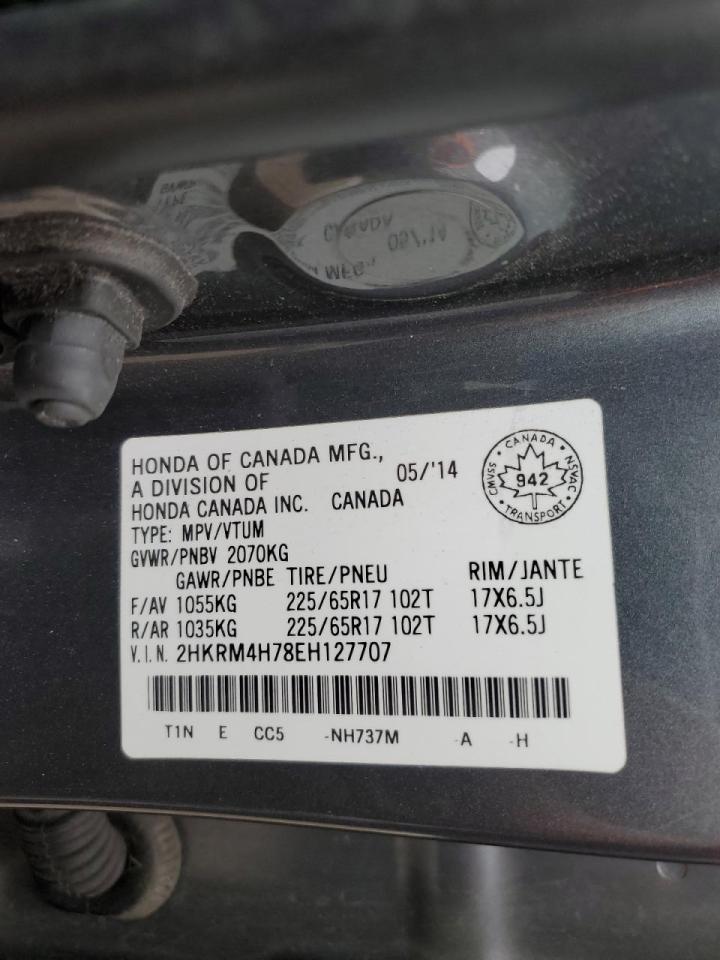 HONDA OF CANADA MFG.,
A DIVISION OF 05/'14
HONDA CANADA INC. CANADA
TYPE: MPV/VTUM
GVWR/PNBV 2070KG
GAWR/PNBE TIRE/PNEU RIM/JANTE
F/AV 1055KG 225/65R17 102T 17X6.5J
R/AR 1035KG 225/65R17 102T 17X6.5J
V.I.N. 2HKRM4H78EH127707
T1N E CC5 -NH737M -A -H
CANADA
CMVSS 942 NSVAC
TRANSPORT